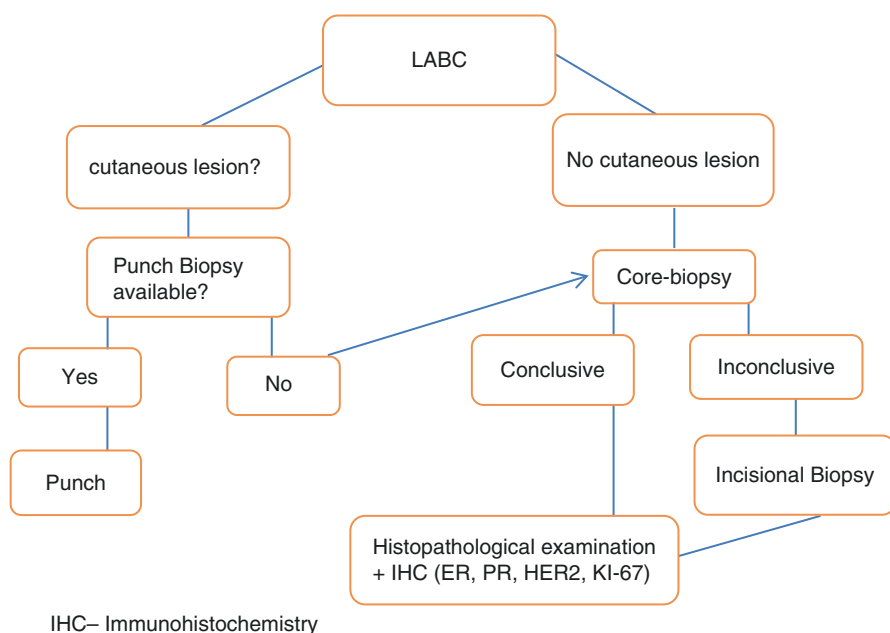 LABC
cutaneous lesion?
No cutaneous lesion
Punch Biopsy
available?
Core-biopsy
Yes
No
Conclusive
Inconclusive
Punch
Incisional Biopsy
Histopathological examination
+ IHC (ER, PR, HER2, KI-67)
IHC– Immunohistochemistry